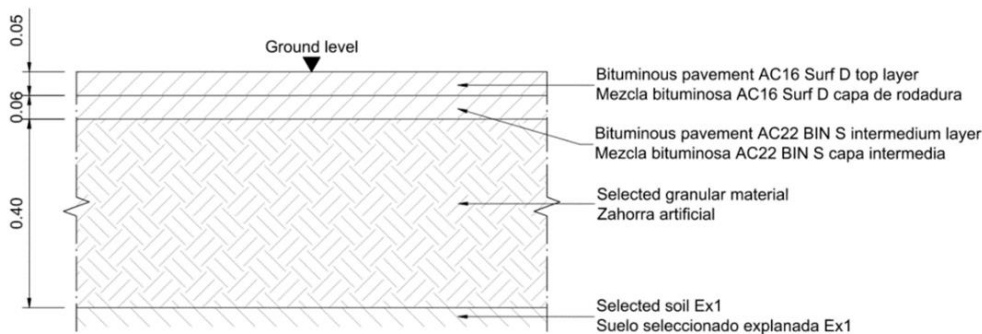 0.05
Ground level
Bituminous pavement AC16 Surf D top layer
Mezcla bituminosa AC16 Surf D capa de rodadura
0.06
Bituminous pavement AC22 BIN S intermedium layer
Mezcla bituminosa AC22 BIN S capa intermedia
0.40
Selected granular material
Zahorra artificial
Selected soil Ex1
Suelo seleccionado explanada Ex1